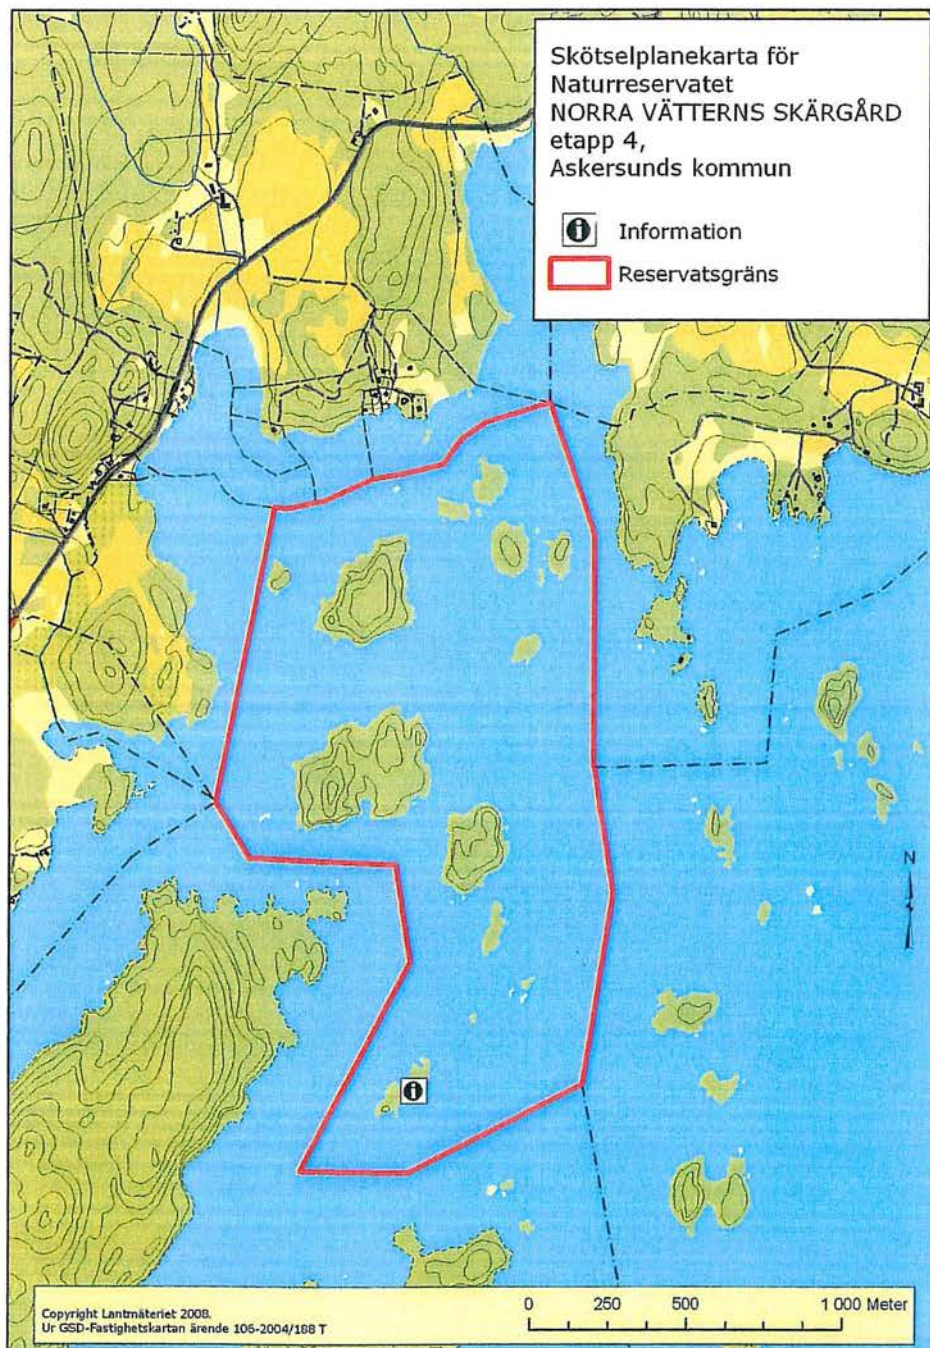 Skötselplanekarta för
Naturreservatet
NORRA VÄTTERNS SKÄRGÅRD
etapp 4,
Askersunds kommun
Information
Reservatsgräns
N
Copyright Lantmäteriet 2008.
Ur GSD-Fastighetskartan ärende 106-2004/188 T
0 250 500 1 000 Meter